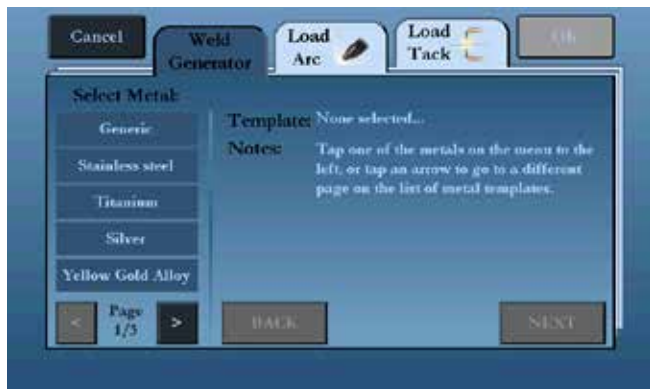 Cancel
Weld
Generator
Load
Arc
Load
Tack
Ok
Select Metal:
Generic
Stainless steel
Titanium
Silver
Yellow Gold Alloy
< Page
1/3 >
Template: None selected...
Notes: Tap one of the metals on the menu to the
left, or tap an arrow to go to a different
page on the list of metal templates.
BACK
NEXT